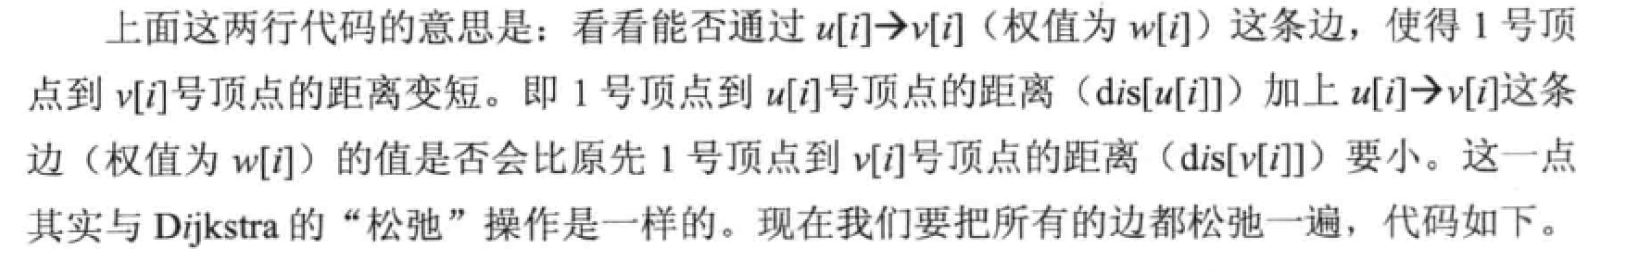 上面这两行代码的意思是：看看能否通过 u[i]→v[i]（权值为 w[i]）这条边，使得 1 号顶
点到 v[i]号顶点的距离变短。即 1 号顶点到 u[i]号顶点的距离（dis[u[i]]）加上 u[i]→v[i]这条
边（权值为 w[i]）的值是否会比原先 1 号顶点到 v[i]号顶点的距离（dis[v[i]]）要小。这一点
其实与 Dijkstra 的“松弛”操作是一样的。现在我们要把所有的边都松弛一遍，代码如下。